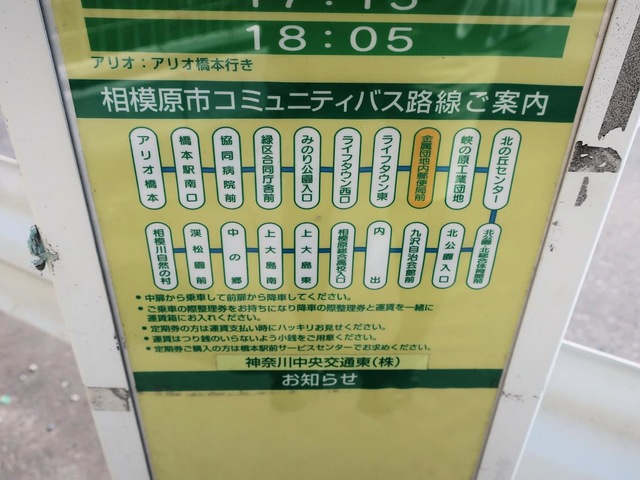 18:05
アリオ：アリオ橋本行き
相模原市コミュニティバス路線ご案内
アリオ橋本
橋本駅南口
協同病院前
緑区合同庁舎前
みのり公園入口
ライフタウン西口
ライフタウン東
金属団地内郵便局前
峡の原工業団地
北の丘センター
相模川自然の村
渓松園前
中の郷
上大島南
上大島東
相模原総合高校入口
内出
九沢自治会館前
北公園入口
北公園・北総合体育館前
●中扉から乗車して前扉から降車してください。
●ご乗車の際整理券をお持ちになり降車の際整理券と運賃を一緒に
運賃箱にお入れください。
●定期券の方は運賃支払い時にハッキリお見せください。
●運賃はつり銭のいらないよう小銭をご用意ください。
●定期券ご購入の方は橋本駅前サービスセンターでお求めください。
神奈川中央交通東(株)
お知らせ